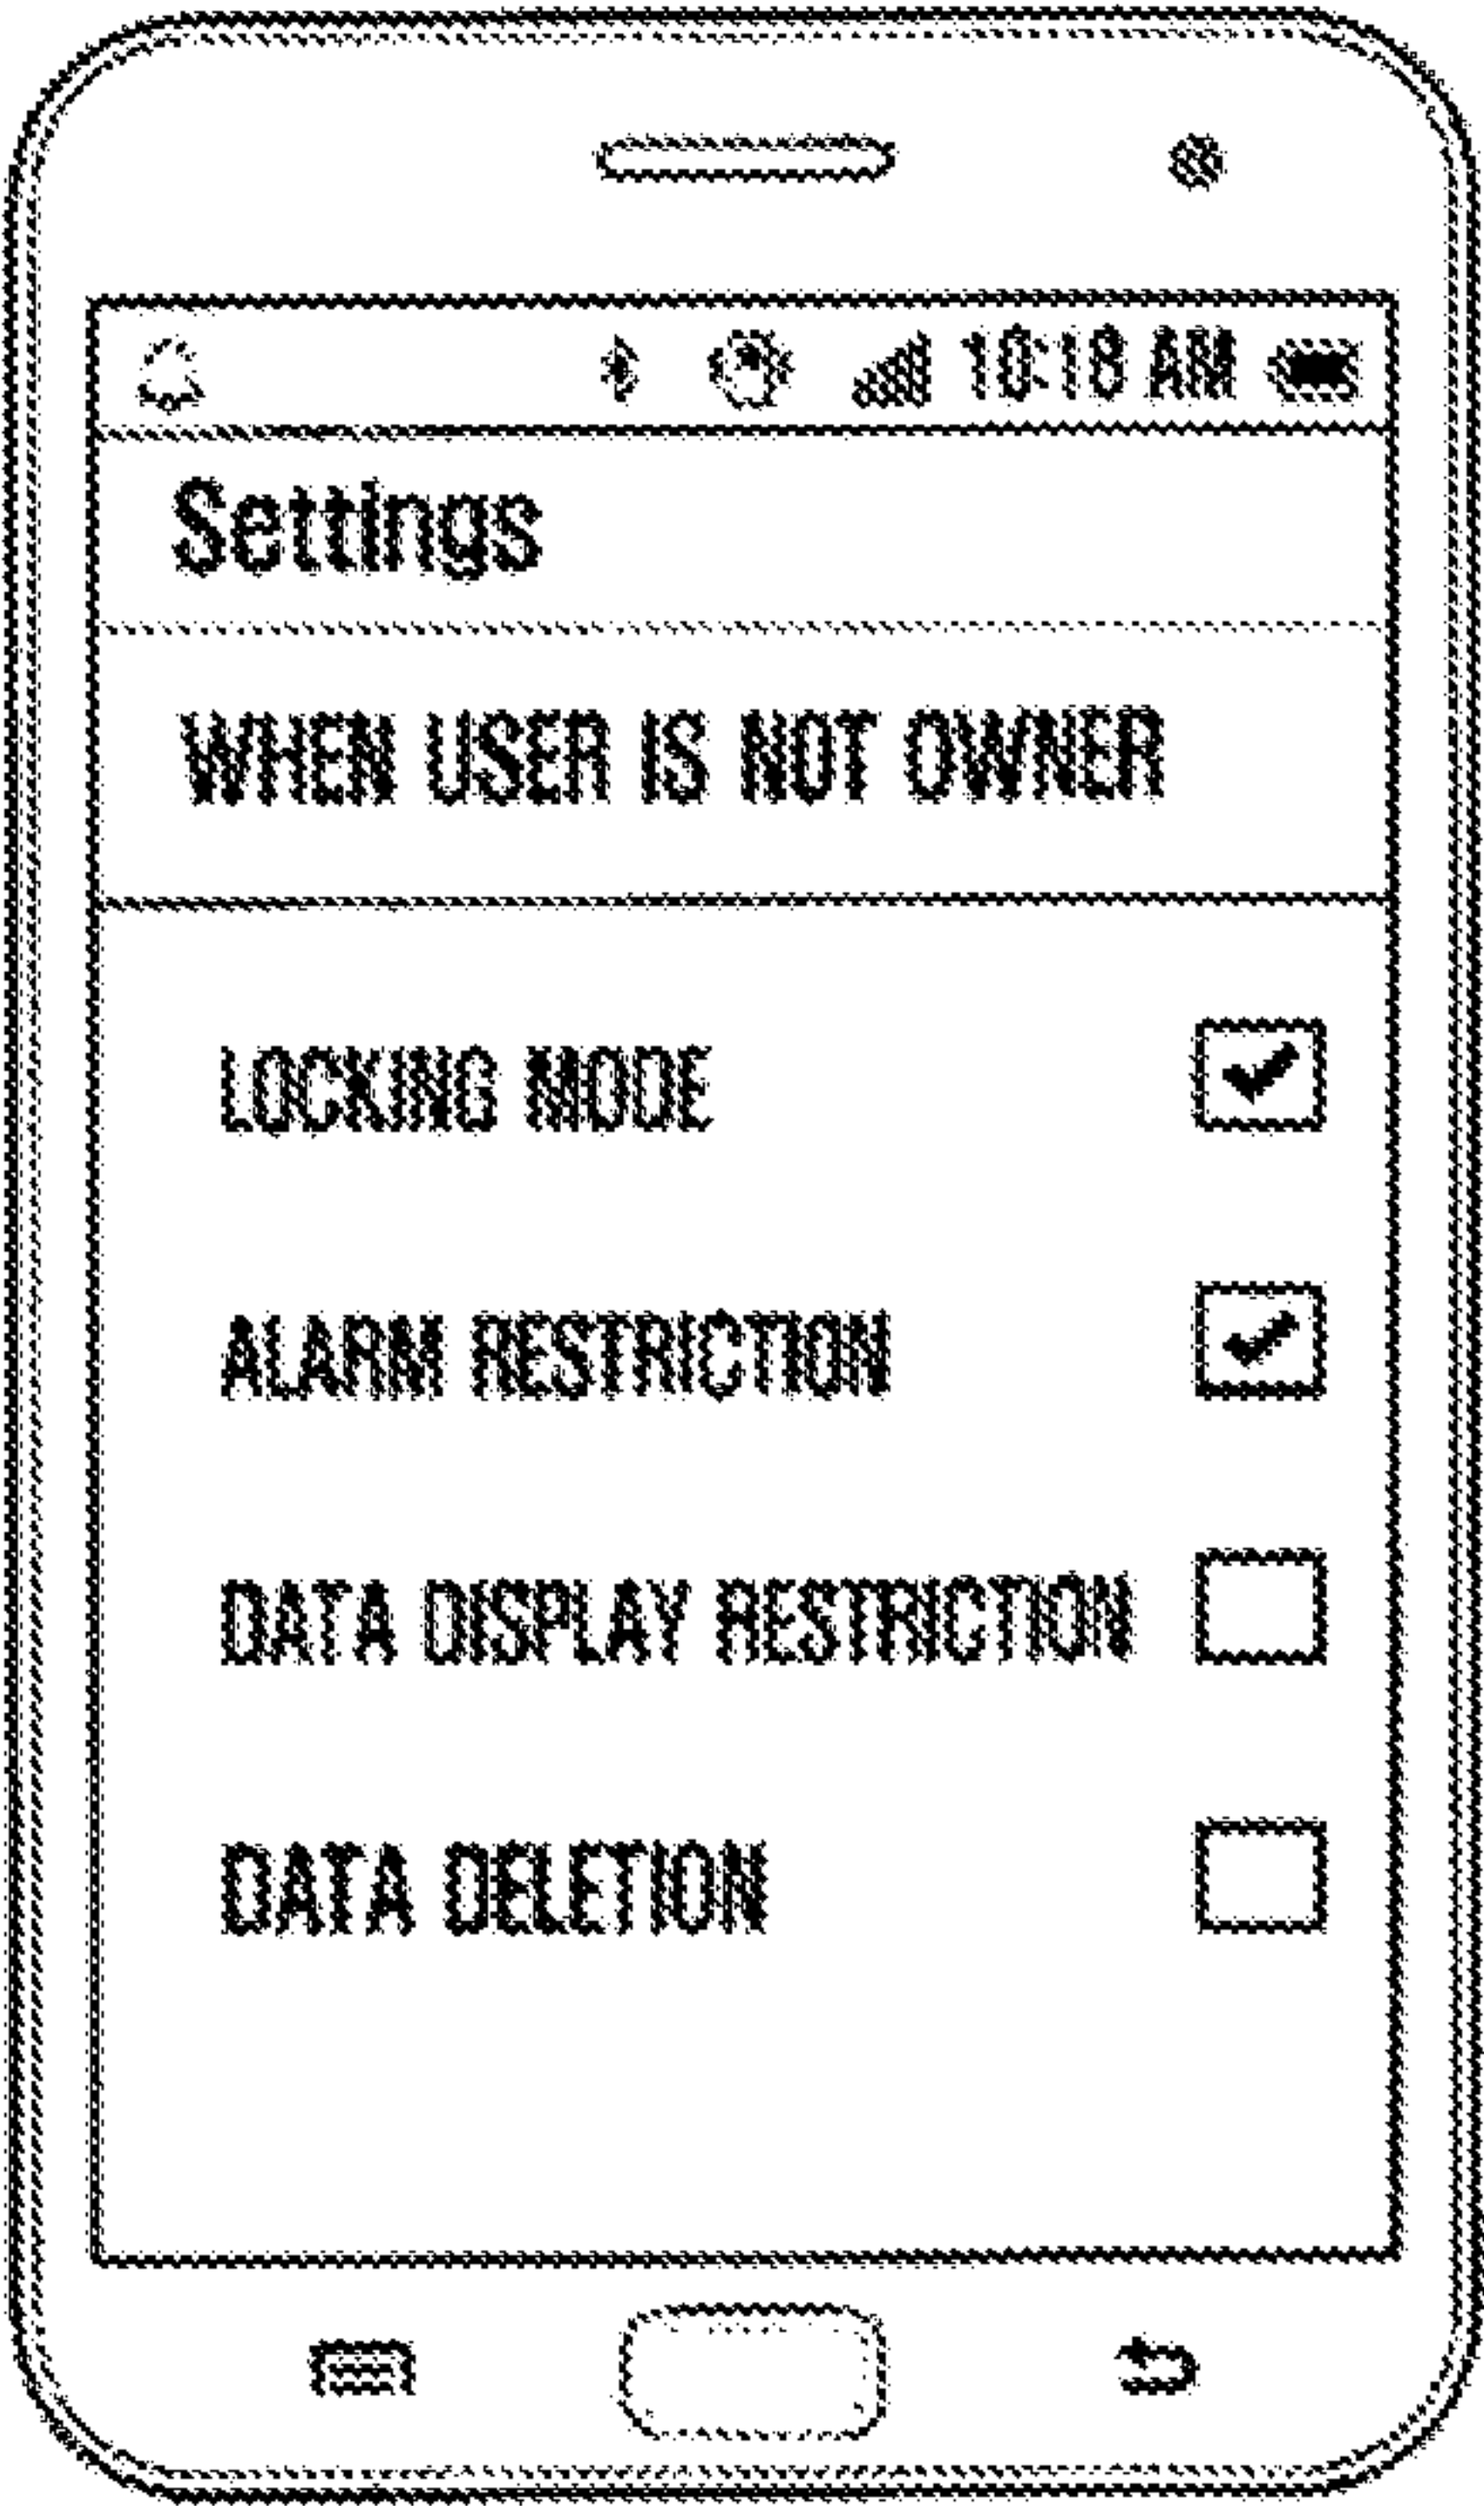 10:18 AM
Settings
WHEN USER IS NOT OWNER
LOCKING MODE
ALARM RESTRICTION
DATA DISPLAY RESTRICTION
DATA DELETION